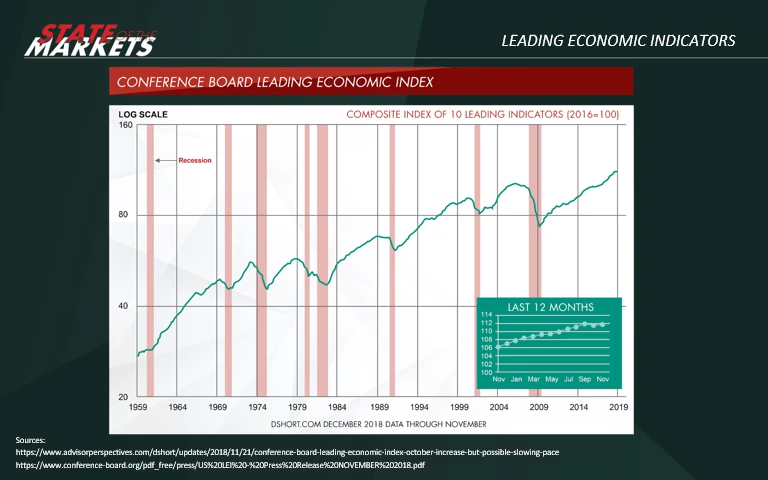 STATE OF THE
MARKETS
LEADING ECONOMIC INDICATORS
CONFERENCE BOARD LEADING ECONOMIC INDEX
LOG SCALE
COMPOSITE INDEX OF 10 LEADING INDICATORS (2016=100)
160
Recession
80
40
20
LAST 12 MONTHS
114
112
110
108
106
104
102
100
Nov Jan Mar May Jul Sep Nov
1959 1964 1969 1974 1979 1984 1989 1994 1999 2004 2009 2014 2019
DSHORT.COM DECEMBER 2018 DATA THROUGH NOVEMBER
Sources:
https://www.advisorperspectives.com/dshort/updates/2018/11/21/conference-board-leading-economic-index-october-increase-but-possible-slowing-pace
https://www.conference-board.org/pdf_free/press/US%20LEI%20-%20Press%20Release%20NOVEMBER%202018.pdf